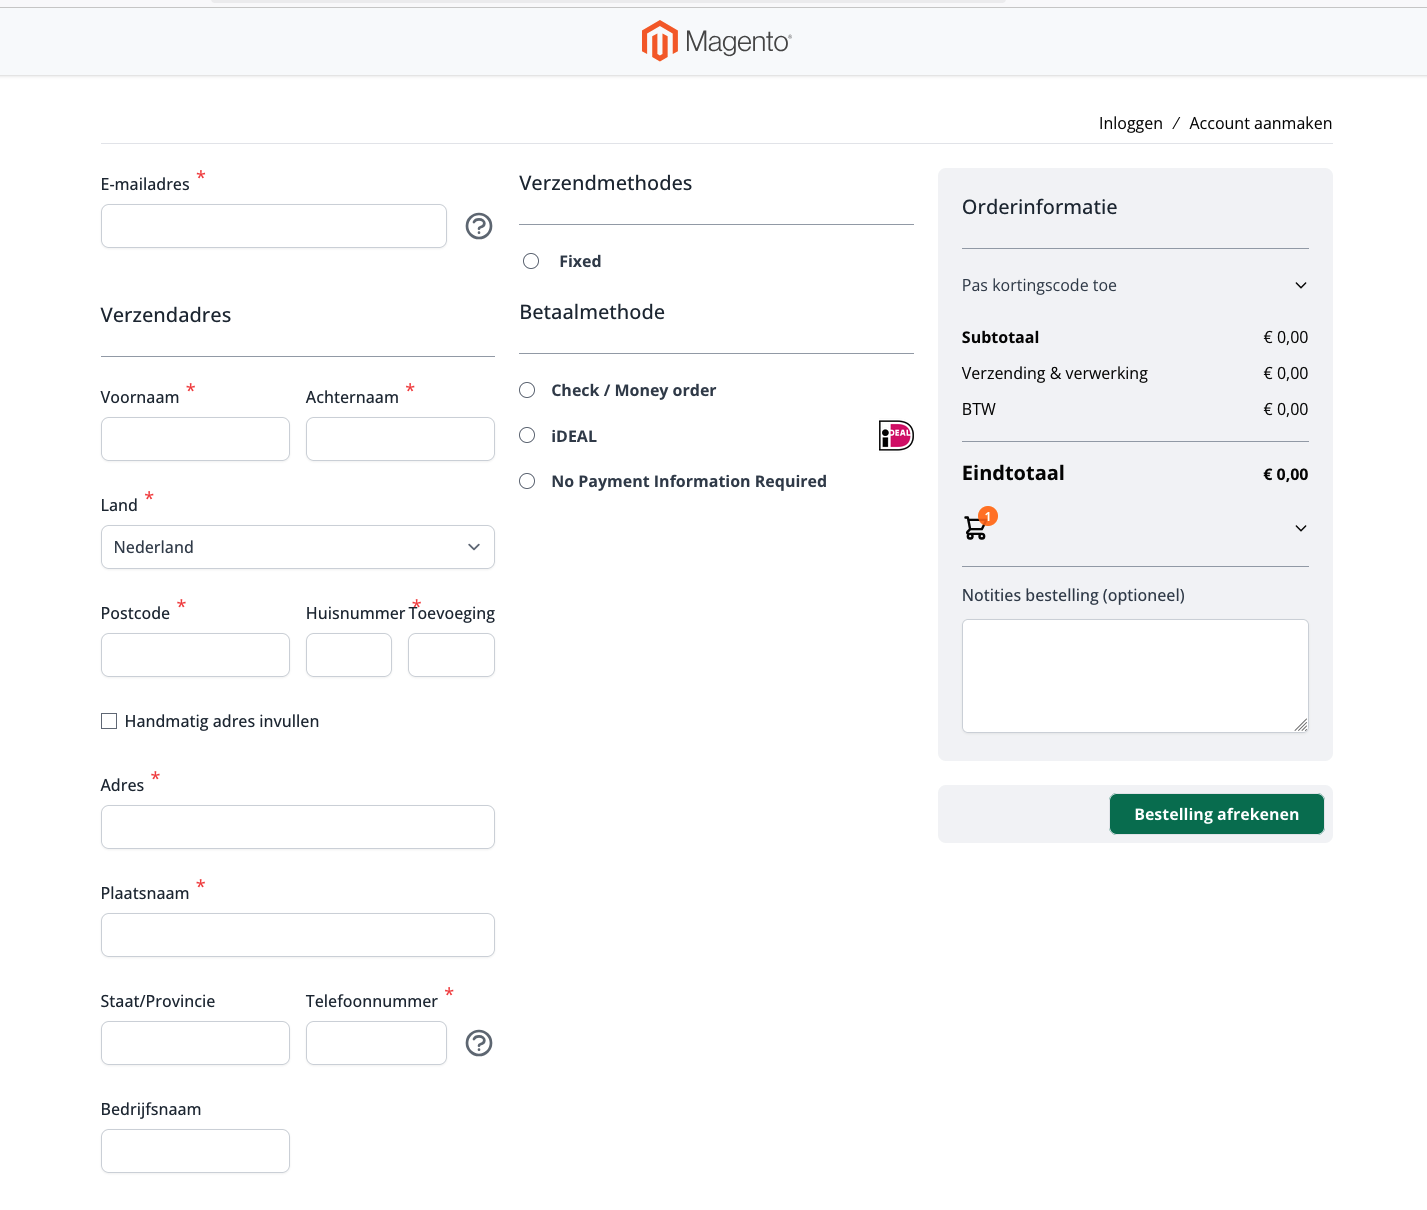 Magento
Inloggen / Account aanmaken
E-mailadres *
Verzendadres
Voornaam *
Achternaam *
Land *
Nederland
Postcode *
Huisnummer *
Toevoeging
Handmatig adres invullen
Adres *
Plaatsnaam *
Staat/Provincie
Telefoonnummer *
Bedrijfsnaam
Verzendmethodes
Fixed
Betaalmethode
Check / Money order
iDEAL
iDEAL
No Payment Information Required
Orderinformatie
Pas kortingscode toe
Subtotaal € 0,00
Verzending & verwerking € 0,00
BTW € 0,00
Eindtotaal € 0,00
1
Notities bestelling (optioneel)
Bestelling afrekenen